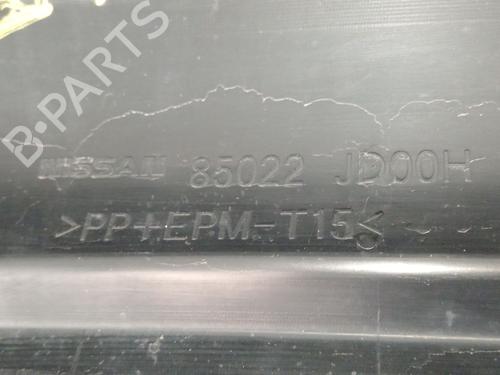 B-PARTS
NISSAN 85022 JD00H
>PP+EPM-T15<